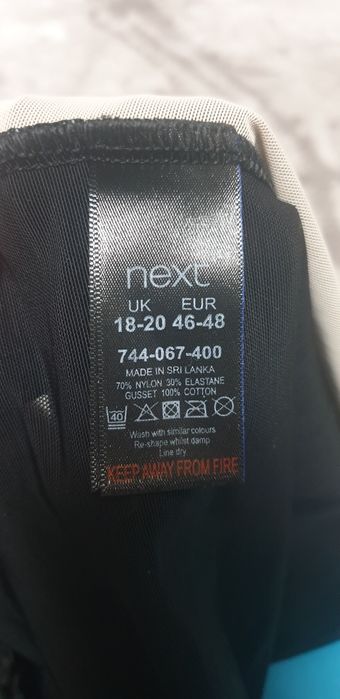 next
UK EUR
18-20 46-48
744-067-400
MADE IN SRI LANKA
70% NYLON 30% ELASTANE
GUSSET 100% COTTON
40
Wash with similar colours
Re-shape whilst damp
Line dry
KEEP AWAY FROM FIRE